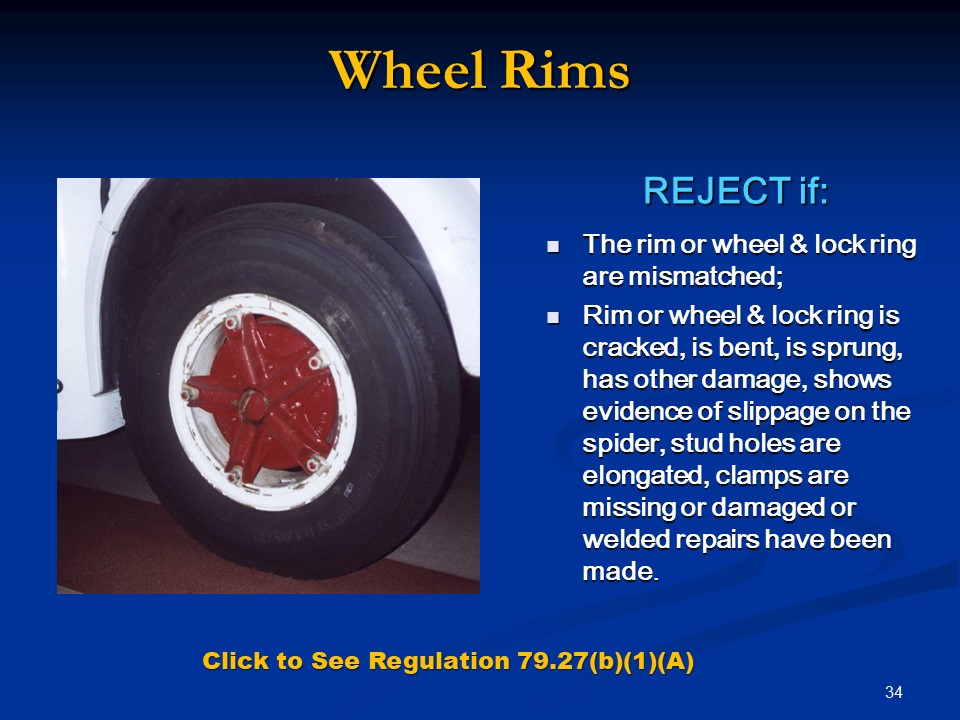 Wheel Rims
REJECT if:
The rim or wheel & lock ring
are mismatched;
Rim or wheel & lock ring is
cracked, is bent, is sprung,
has other damage, shows
evidence of slippage on the
spider, stud holes are
elongated, clamps are
missing or damaged or
welded repairs have been
made.
Click to See Regulation 79.27(b)(1)(A)
34